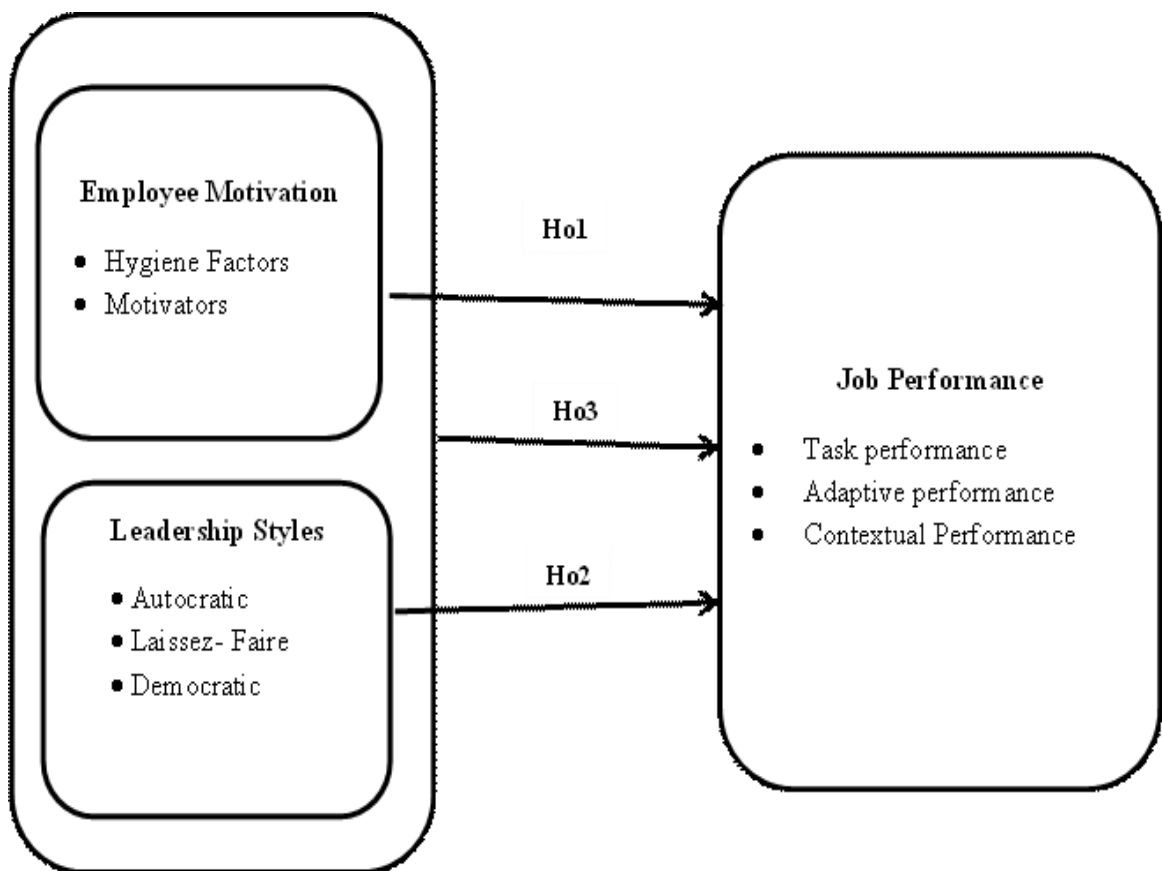 Employee Motivation
• Hygiene Factors
• Motivators
Leadership Styles
• Autocratic
• Laissez- Faire
• Democratic
Ho1
Ho3
Ho2
Job Performance
• Task performance
• Adaptive performance
• Contextual Performance